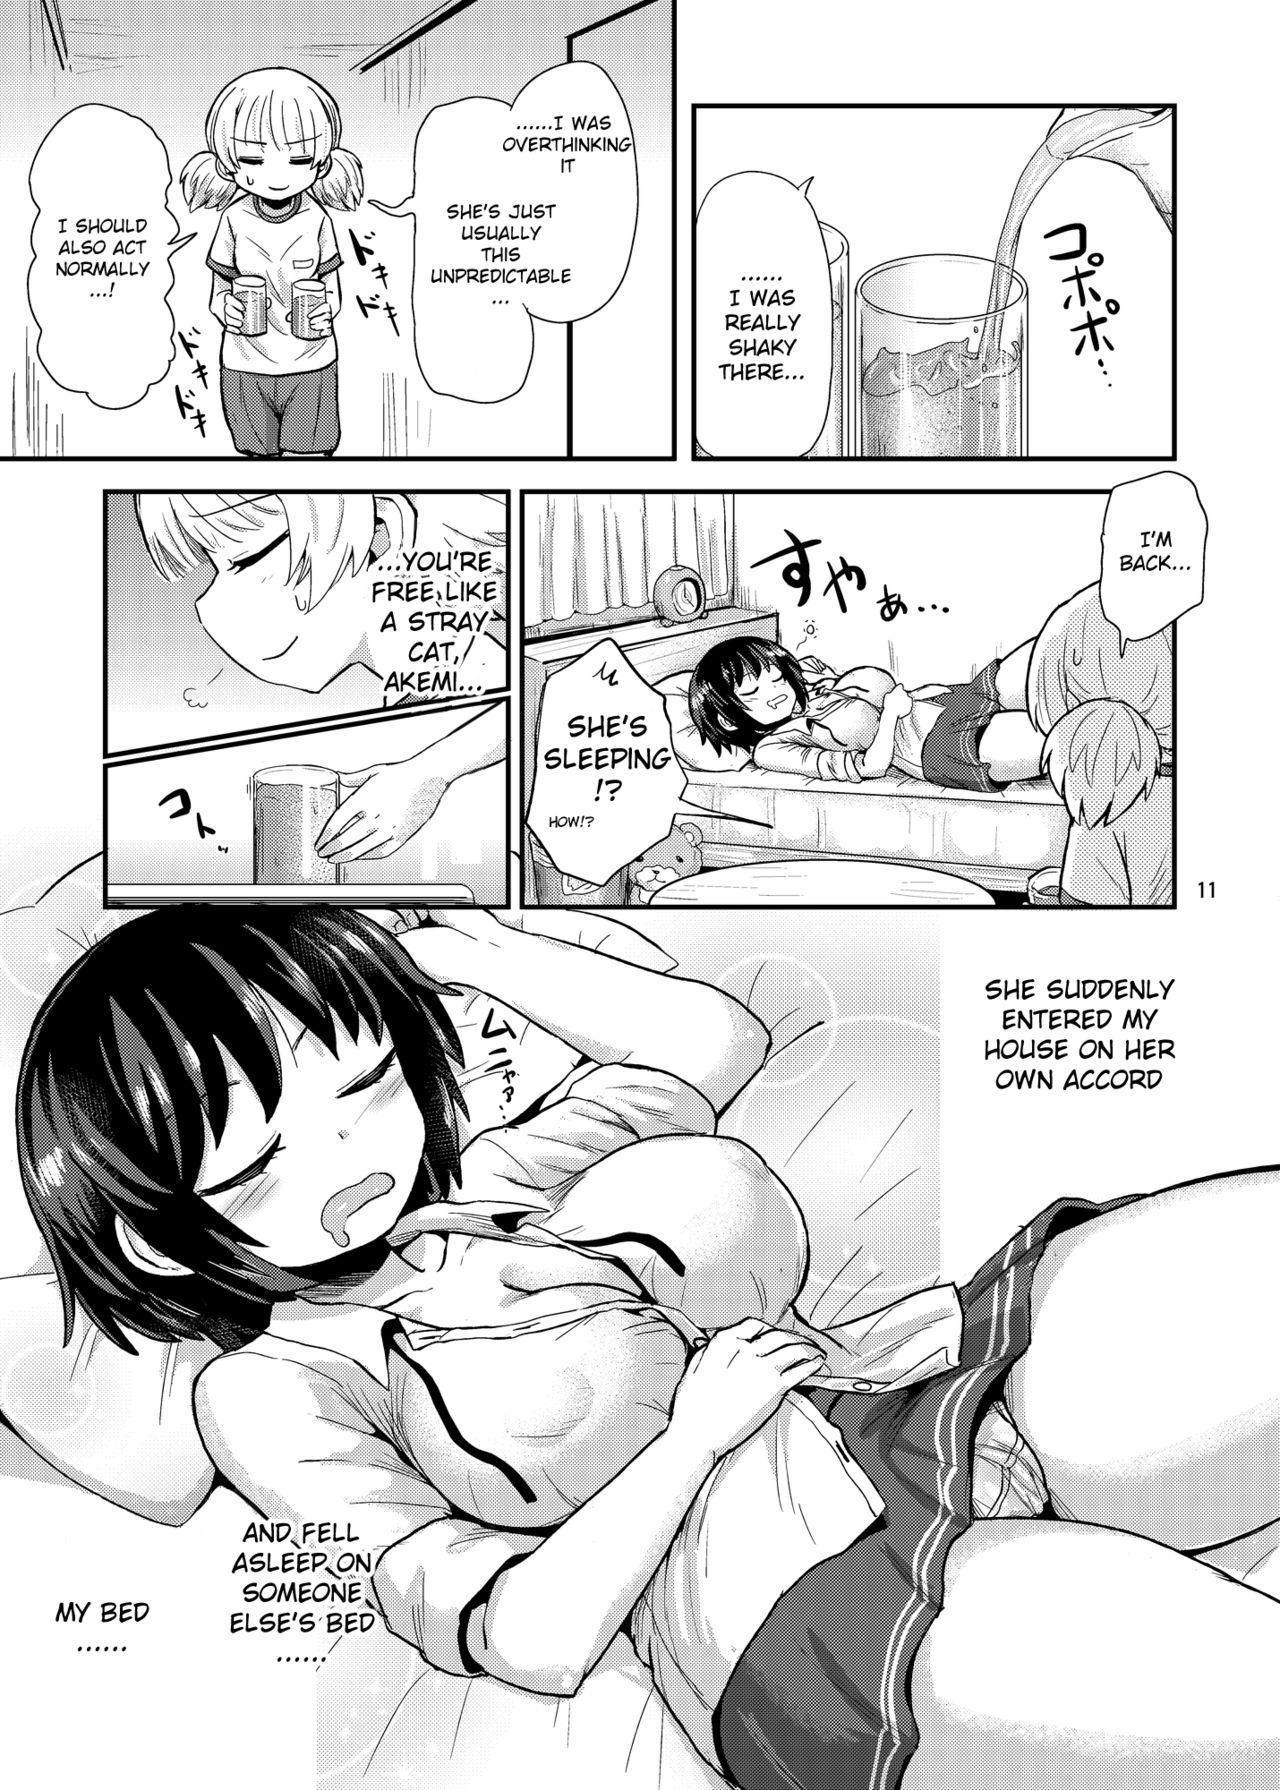 ......
I WAS
REALLY
SHAKY
THERE...
コポポポ...
......I WAS
OVERTHINKING
IT
SHE'S JUST
USUALLY
THIS
UNPREDICTABLE
...
ドキドキ
ドキドキ
I SHOULD
ALSO ACT
NORMALLY
...!
I'M
BACK...
すやぁ...
SHE'S
SLEEPING
!?
HOW!?
...YOU'RE
FREE LIKE
A STRAY
CAT,
AKEMI...
コト
11
SHE SUDDENLY
ENTERED MY
HOUSE ON HER
OWN ACCORD
ムニャァ...
AND FELL
ASLEEP ON
SOMEONE
ELSE'S BED
......
MY BED
......